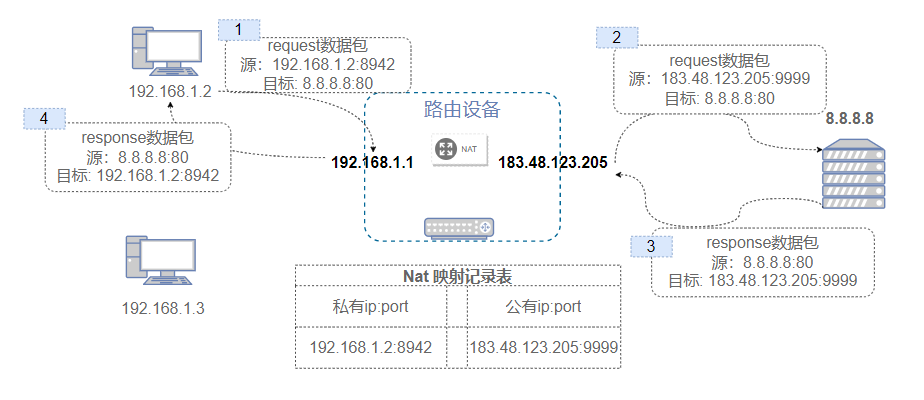 1
request数据包
源：192.168.1.2:8942
目标: 8.8.8.8:80
192.168.1.2
2
request数据包
源：183.48.123.205:9999
目标: 8.8.8.8:80
8.8.8.8
4
response数据包
源：8.8.8.8:80
目标: 192.168.1.2:8942
路由设备
NAT
192.168.1.1
183.48.123.205
3
response数据包
源：8.8.8.8:80
目标: 183.48.123.205:9999
192.168.1.3
Nat 映射记录表
私有ip:port
公有ip:port
192.168.1.2:8942
183.48.123.205:9999